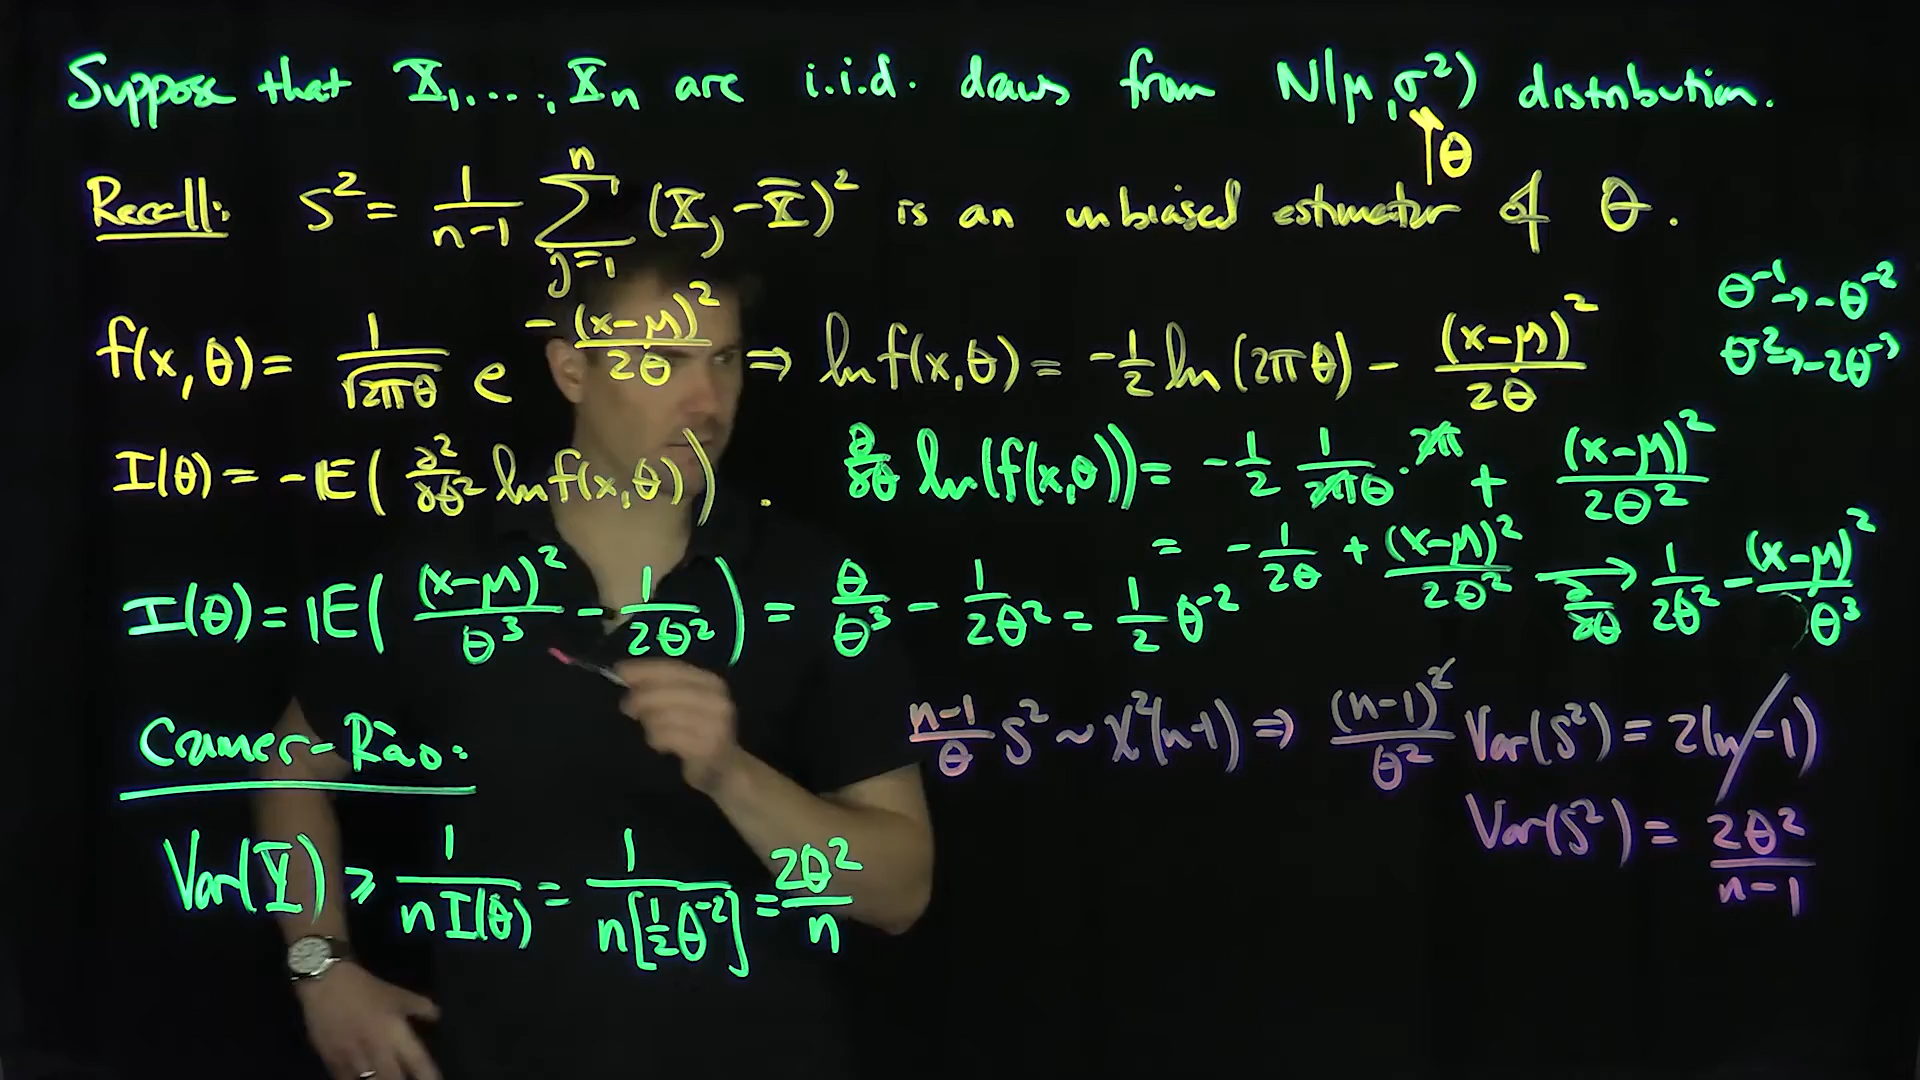 Suppose that X₁,...,Xₙ are i.i.d. draws from N(μ,σ²) distribution.
↑θ
Recall: S² = 1/(n-1) ∑_{j=1}^{n} (X_j - X̄)² is an unbiased estimator of θ.
θ⁻¹ → -θ⁻²
θ⁻² → -2θ⁻³
f(x,θ) = 1/√(2πθ) e^{-(x-μ)²/(2θ)} ⇒ ln f(x,θ) = -1/2 ln(2πθ) - (x-μ)²/(2θ)
I(θ) = -E( ∂²/∂θ² ln f(x,θ) ). ∂/∂θ ln(f(x,θ)) = -1/2 1/(2πθ) · 2π + (x-μ)²/(2θ²)
= -1/(2θ) + (x-μ)²/(2θ²) →_{∂/∂θ} 1/(2θ²) - (x-μ)²/θ³
I(θ) = E( (x-μ)²/θ³ - 1/(2θ²) ) = θ/θ³ - 1/(2θ²) = 1/2 θ⁻²
Cramer-Rao:
(n-1)/θ S² ~ χ²(n-1) ⇒ (n-1)²/θ² Var(S²) = 2(n-1)
Var(S²) = 2θ²/(n-1)
Var(Y) ≥ 1/(n I(θ)) = 1/(n[1/2 θ⁻²]) = 2θ²/n